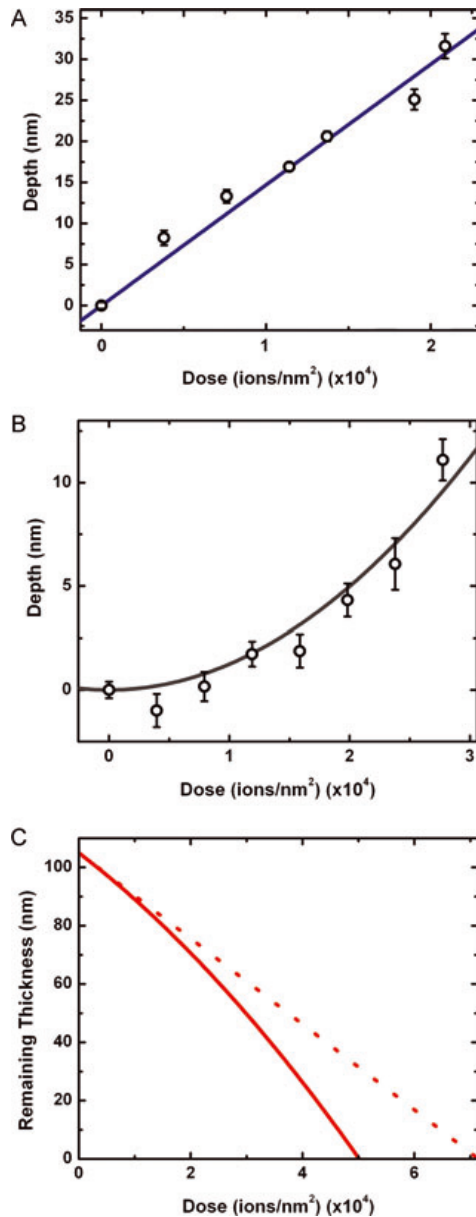 A
35
30
25
20
15
10
5
0
Depth (nm)
0 1 2
Dose (ions/nm²) (x10⁴)
B
10
5
0
Depth (nm)
0 1 2 3
Dose (ions/nm²) (x10⁴)
C
100
80
60
40
20
0
Remaining Thickness (nm)
0 2 4 6
Dose (ions/nm²) (x10⁴)